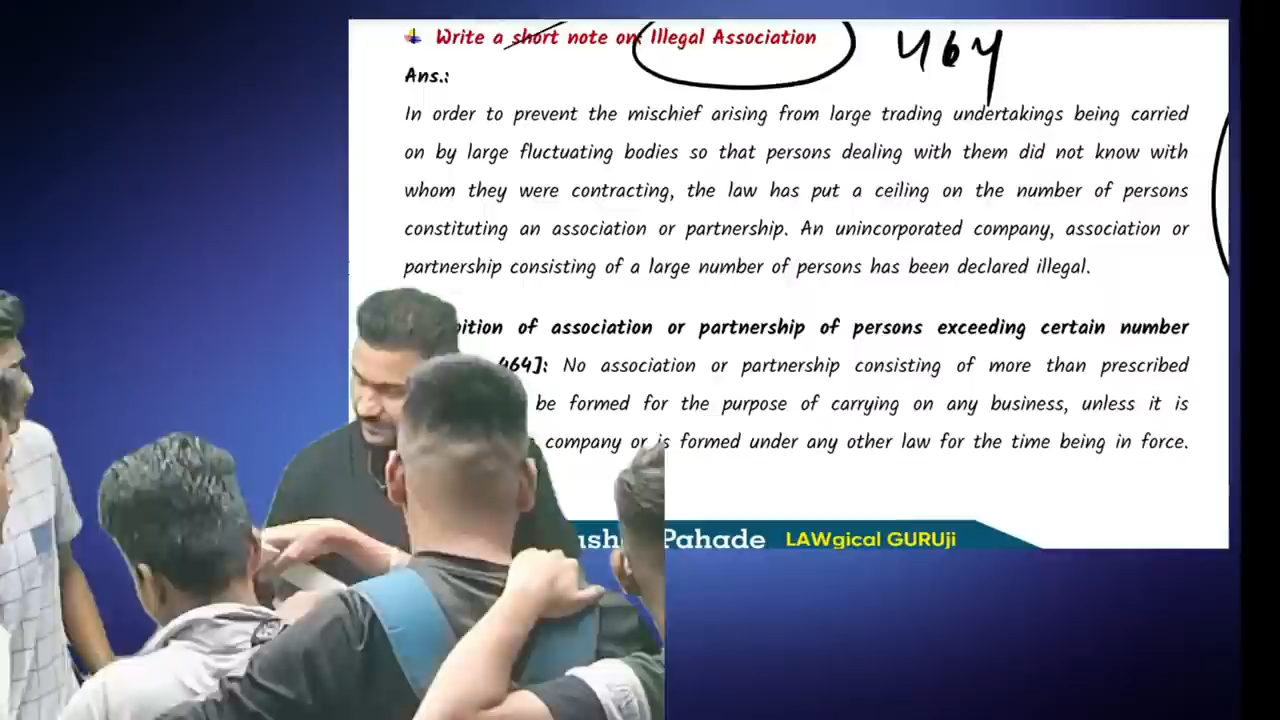 Write a short note on: Illegal Association
464
Ans.:
In order to prevent the mischief arising from large trading undertakings being carried
on by large fluctuating bodies so that persons dealing with them did not know with
whom they were contracting, the law has put a ceiling on the number of persons
constituting an association or partnership. An unincorporated company, association or
partnership consisting of a large number of persons has been declared illegal.
bition of association or partnership of persons exceeding certain number
464]: No association or partnership consisting of more than prescribed
be formed for the purpose of carrying on any business, unless it is
company or is formed under any other law for the time being in force.
Pahade LAWgical GURUji